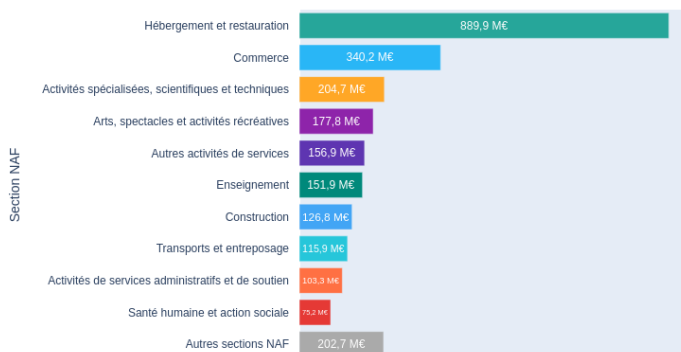 Section NAF
Hébergement et restauration 889,9 M€
Commerce 340,2 M€
Activités spécialisées, scientifiques et techniques 204,7 M€
Arts, spectacles et activités récréatives 177,8 M€
Autres activités de services 156,9 M€
Enseignement 151,9 M€
Construction 126,8 M€
Transports et entreposage 115,9 M€
Activités de services administratifs et de soutien 103,3 M€
Santé humaine et action sociale 75,2 M€
Autres sections NAF 202,7 M€